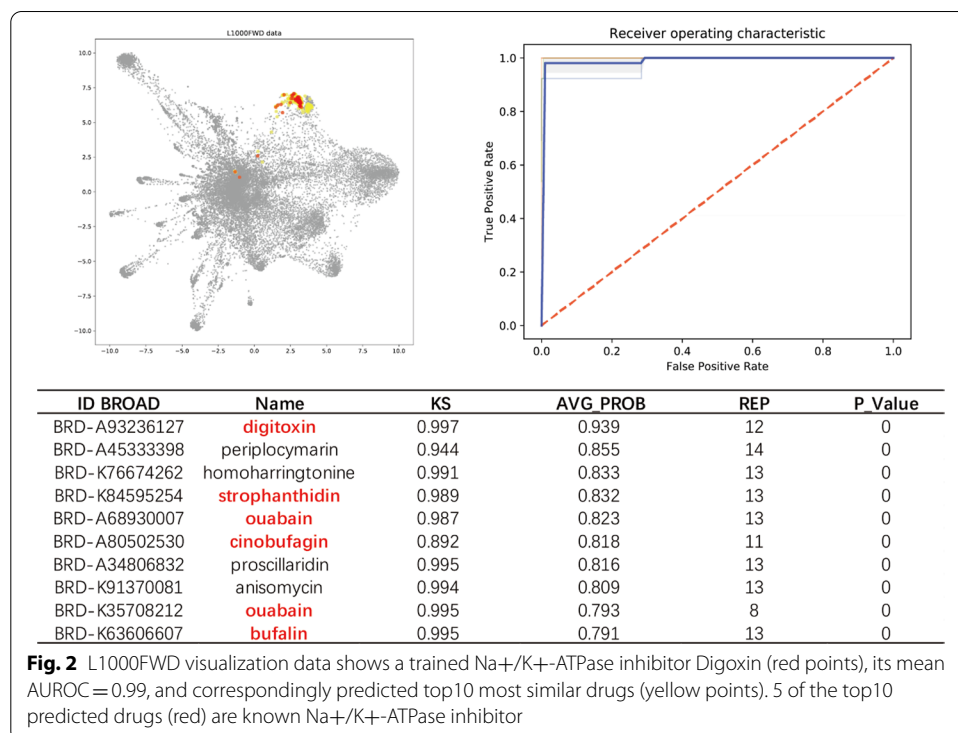 L1000FWD data
10.0
7.5
5.0
2.5
0.0
−2.5
−5.0
−7.5
−10.0
−10.0 −7.5 −5.0 −2.5 0.0 2.5 5.0 7.5 10.0
Receiver operating characteristic
True Positive Rate
1.0
0.8
0.6
0.4
0.2
0.0
0.0 0.2 0.4 0.6 0.8 1.0
False Positive Rate
ID BROAD Name KS AVG_PROB REP P_Value
BRD-A93236127 digitoxin 0.997 0.939 12 0
BRD-A45333398 periplocymarin 0.944 0.855 14 0
BRD-K76674262 homoharringtonine 0.991 0.833 13 0
BRD-K84595254 strophanthidin 0.989 0.832 13 0
BRD-A68930007 ouabain 0.987 0.823 13 0
BRD-A80502530 cinobufagin 0.892 0.818 11 0
BRD-A34806832 proscillaridin 0.995 0.816 13 0
BRD-K91370081 anisomycin 0.994 0.809 13 0
BRD-K35708212 ouabain 0.995 0.793 8 0
BRD-K63606607 bufalin 0.995 0.791 13 0
Fig. 2 L1000FWD visualization data shows a trained Na+/K+-ATPase inhibitor Digoxin (red points), its mean
AUROC = 0.99, and correspondingly predicted top10 most similar drugs (yellow points). 5 of the top10
predicted drugs (red) are known Na+/K+-ATPase inhibitor